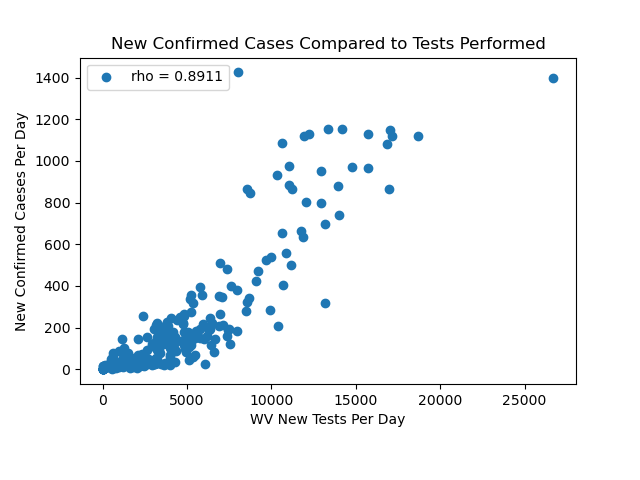 New Confirmed Cases Compared to Tests Performed
rho = 0.8911
1400
1200
1000
800
600
400
200
0
New Confirmed Caeses Per Day
0 5000 10000 15000 20000 25000
WV New Tests Per Day